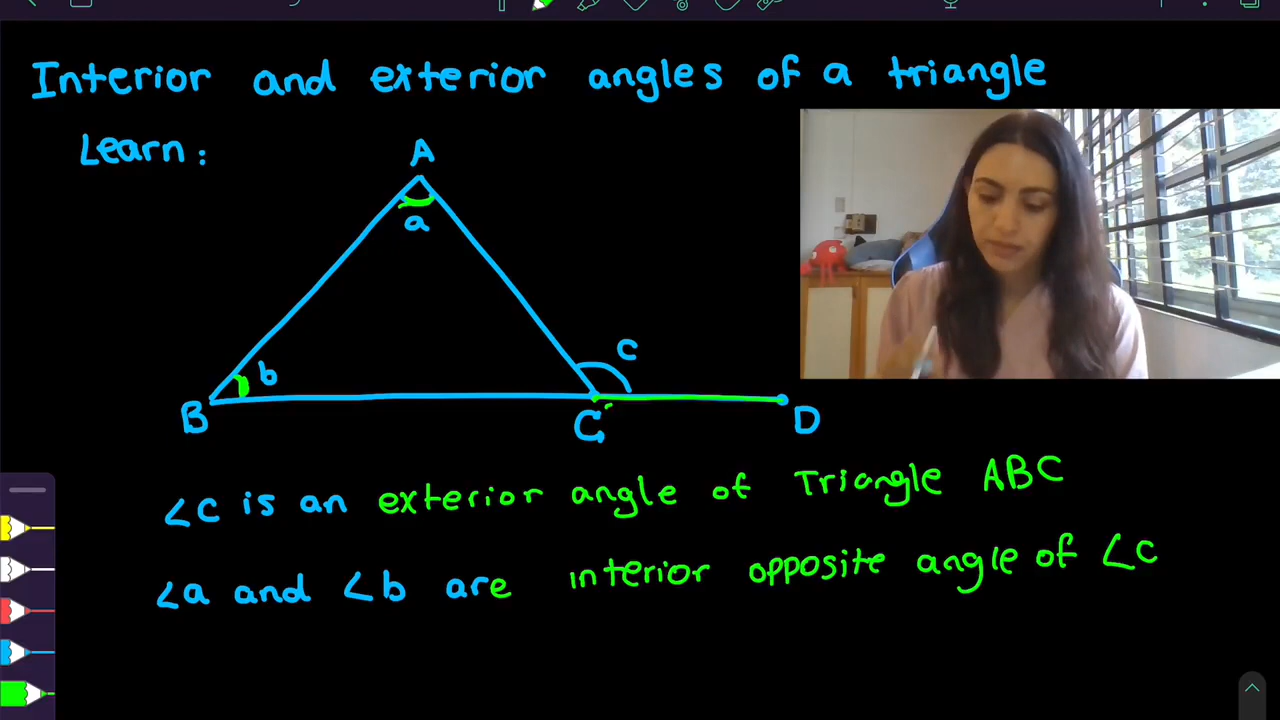 Interior and exterior angles of a triangle
Learn:
A
a
b
c
B
C
D
∠c is an exterior angle of Triangle ABC
∠a and ∠b are interior opposite angle of ∠c